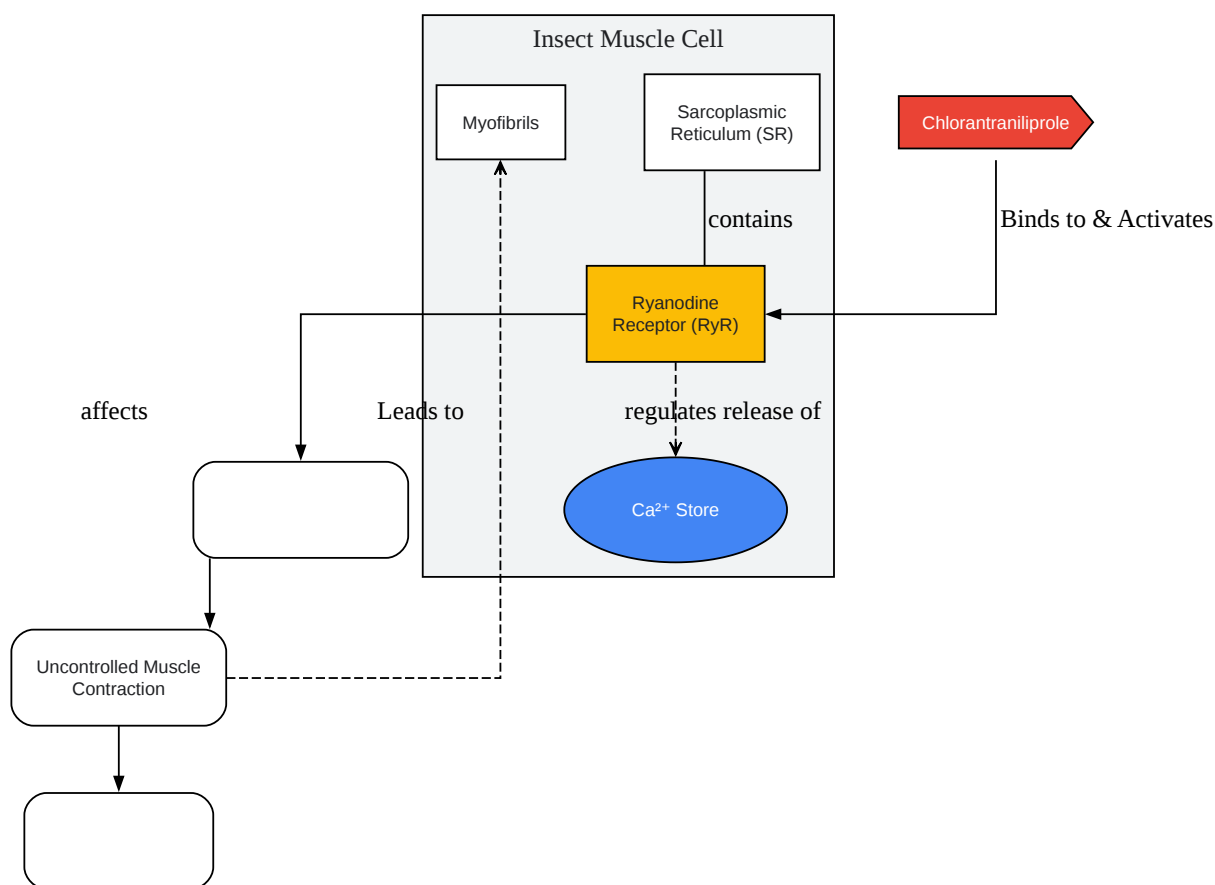 Insect Muscle Cell
Myofibrils
Sarcoplasmic
Reticulum (SR)
Chlorantraniliprole
contains
Binds to & Activates
Ryanodine
Receptor (RyR)
affects
Leads to
regulates release of
Ca²⁺ Store
Uncontrolled Muscle
Contraction